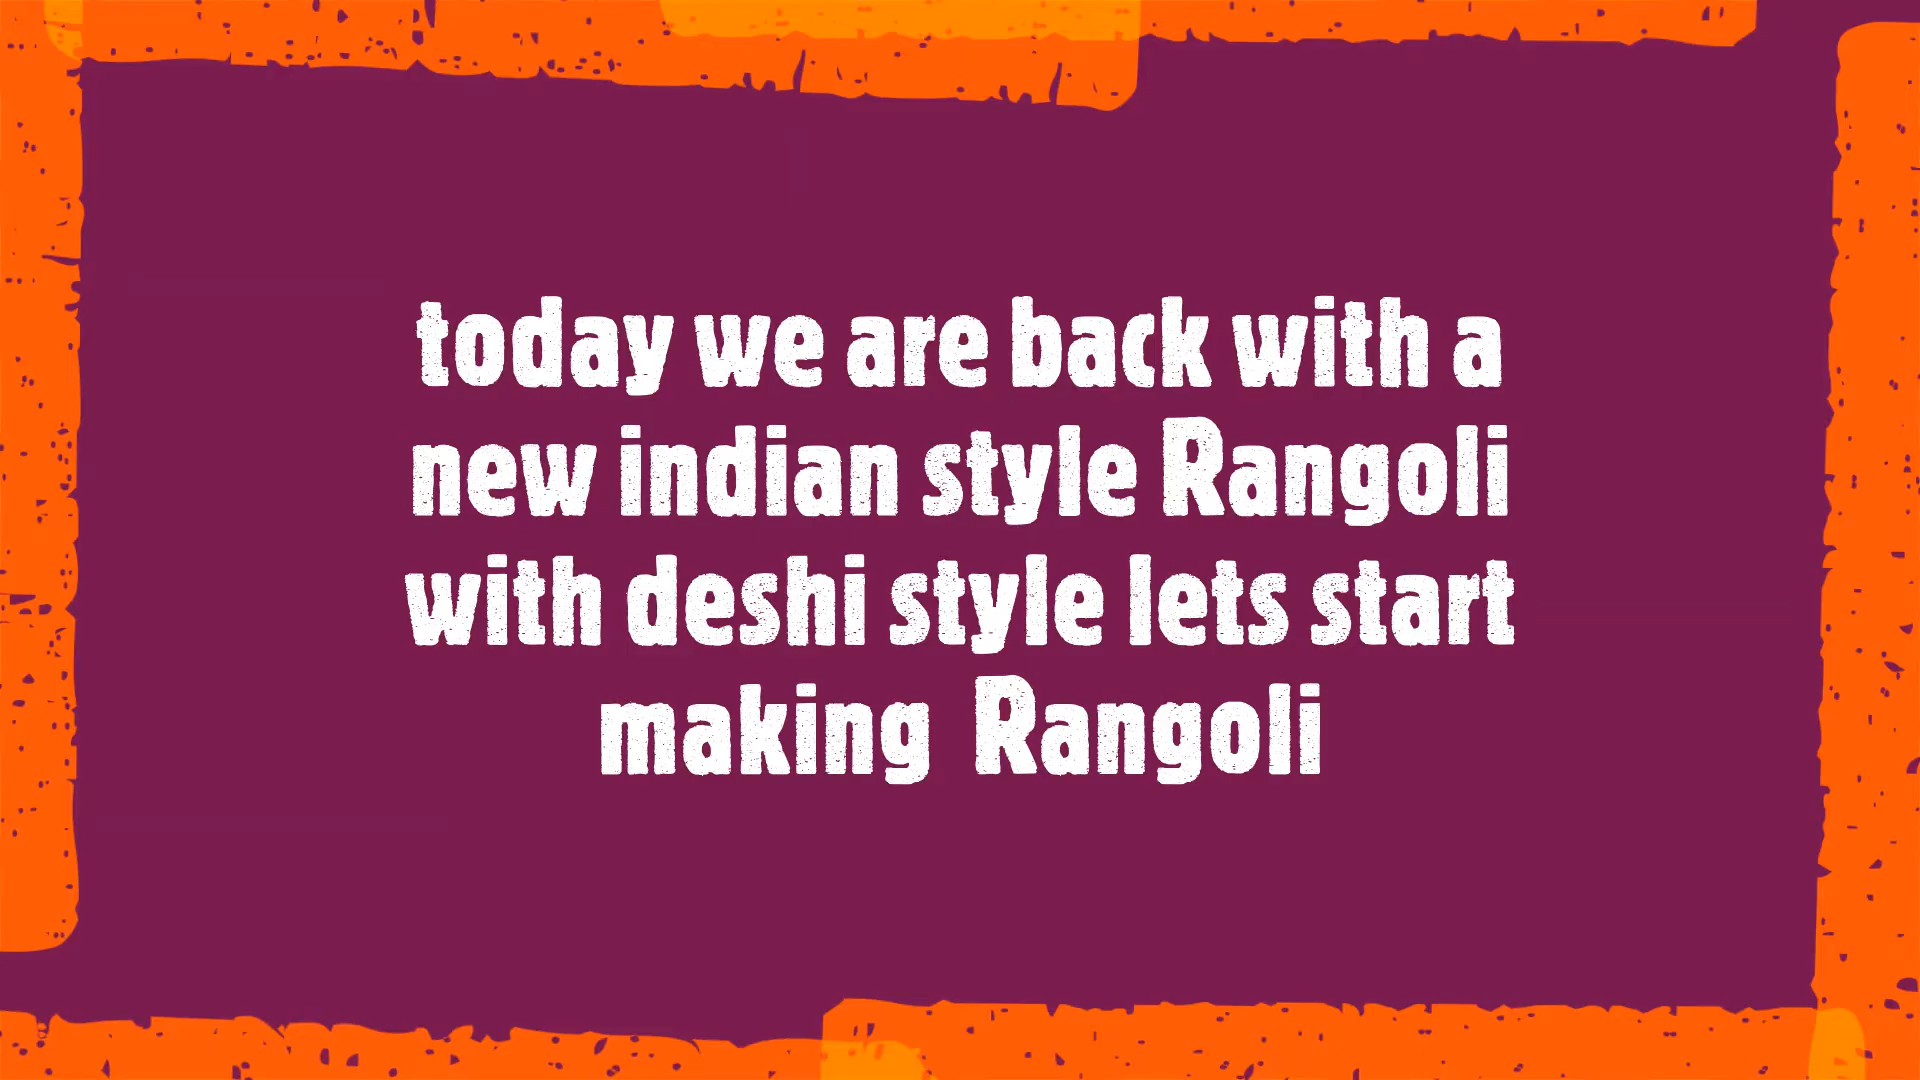 today we are back with a
new indian style Rangoli
with deshi style lets start
making  Rangoli